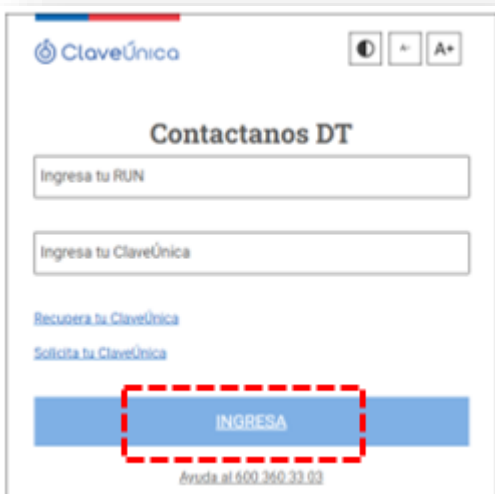 ClaveÚnica
A-
A+
Contactanos DT
Ingresa tu RUN
Ingresa tu ClaveÚnica
Recupera tu ClaveÚnica
Solicita tu ClaveÚnica
INGRESA
Ayuda al 600 360 33 03